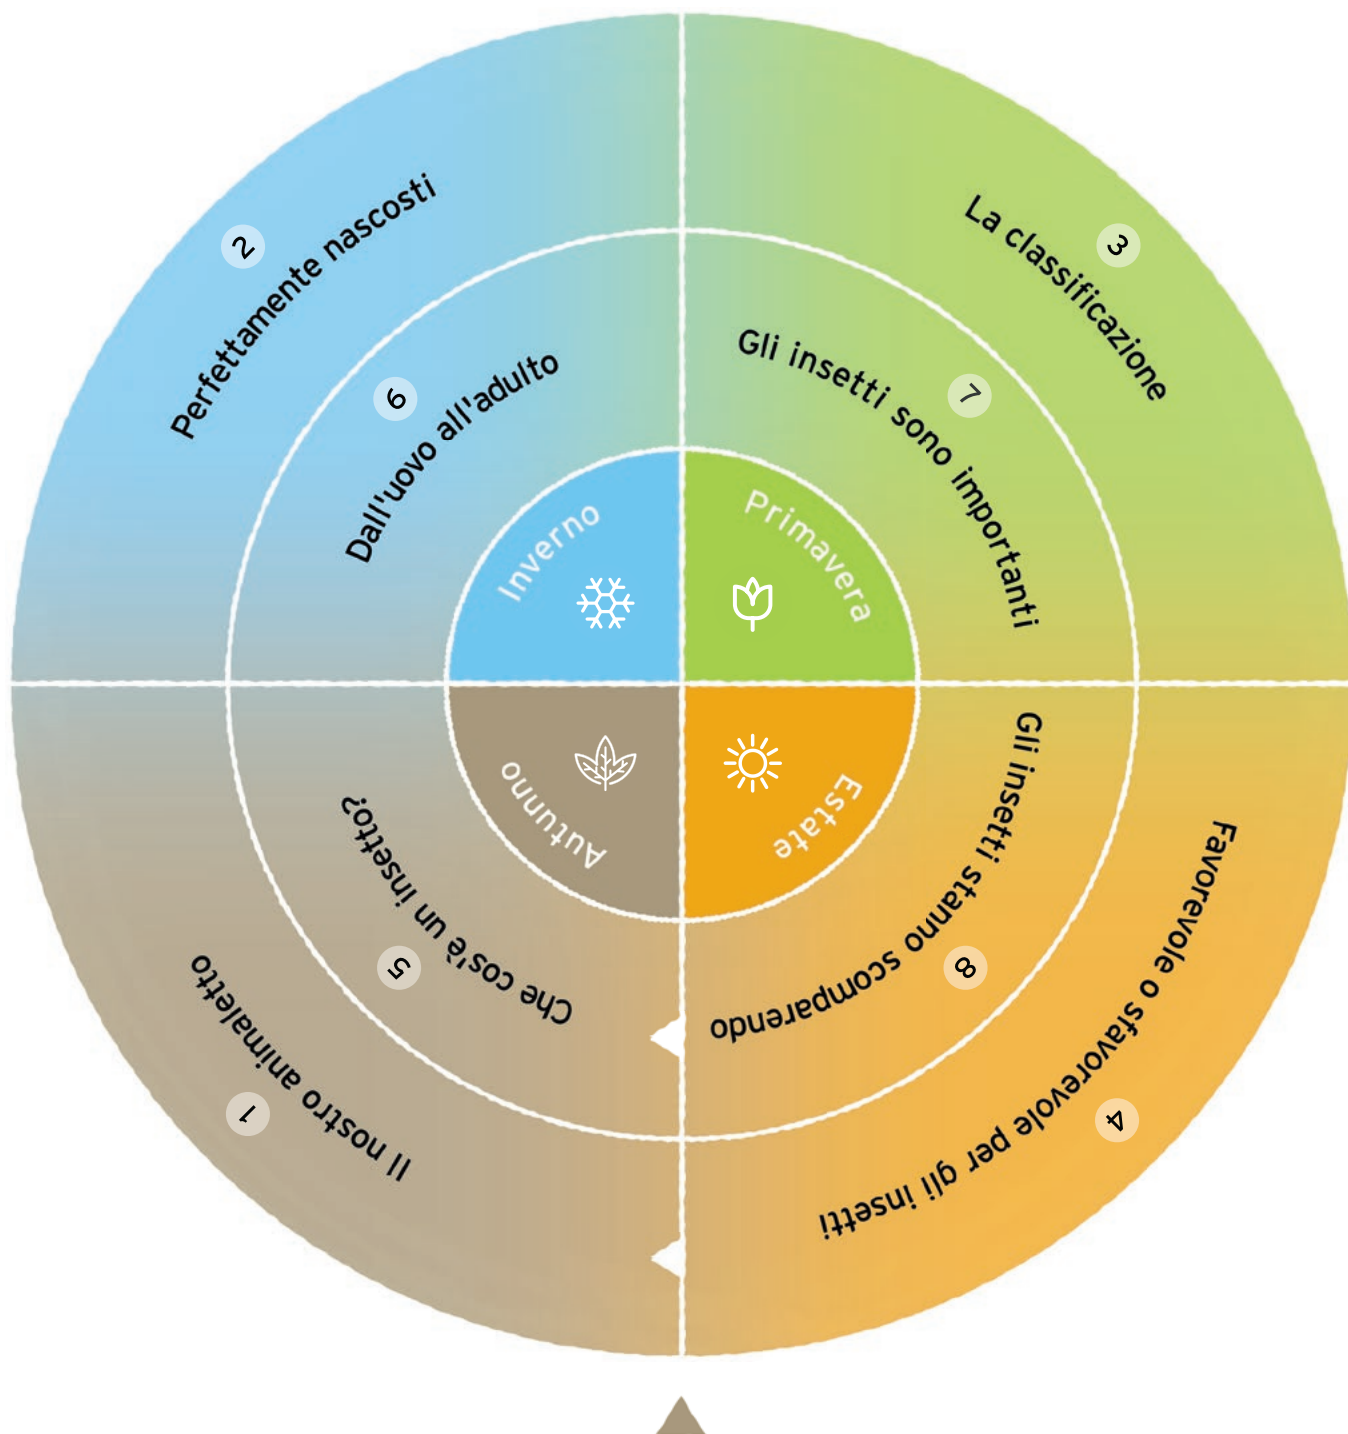 2
Perfettamente nascosti
3
La classificazione
6
Dall'uovo all'adulto
7
Gli insetti sono importanti
Inverno
Primavera
Autunno
Estate
5
Che cos'è un insetto?
8
Gli insetti stanno scomparendo
1
Il nostro animaletto
4
Favorevole o sfavorevole per gli insetti